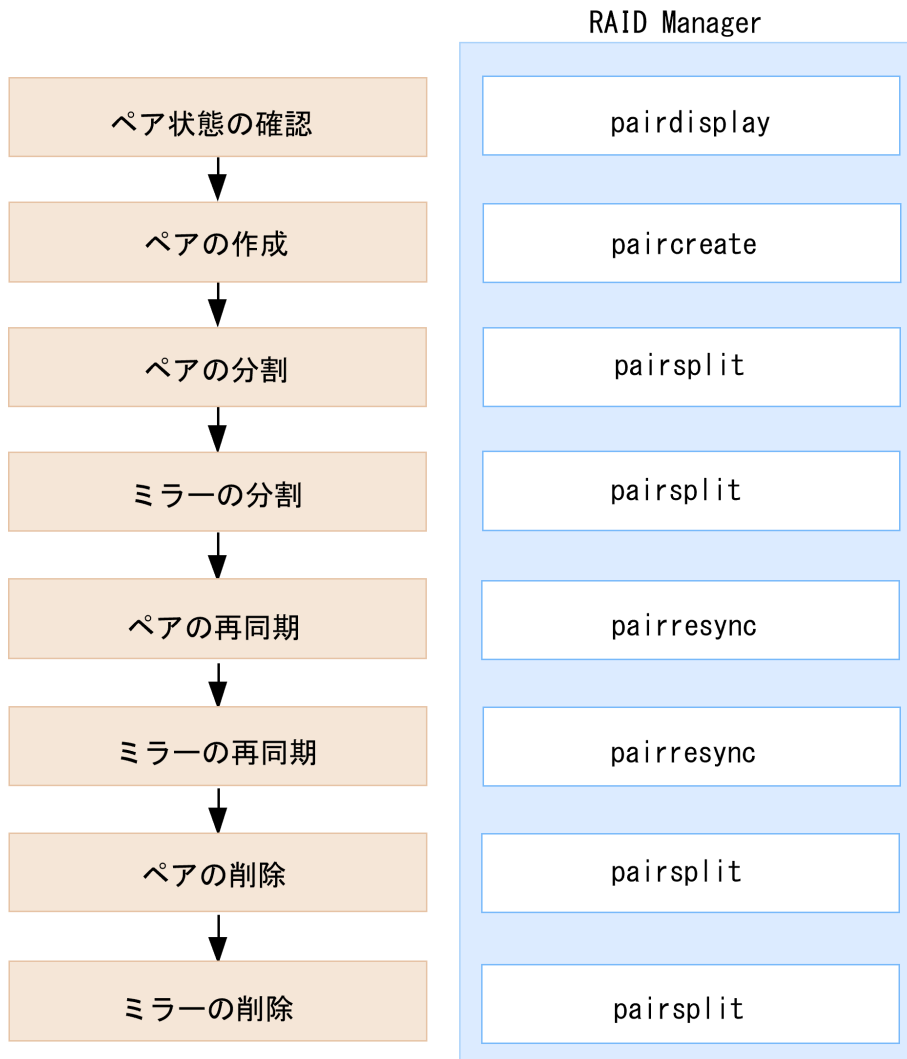 RAID Manager
ペア状態の確認
pairdisplay
ペアの作成
paircreate
ペアの分割
pairsplit
ミラーの分割
pairsplit
ペアの再同期
pairresync
ミラーの再同期
pairresync
ペアの削除
pairsplit
ミラーの削除
pairsplit